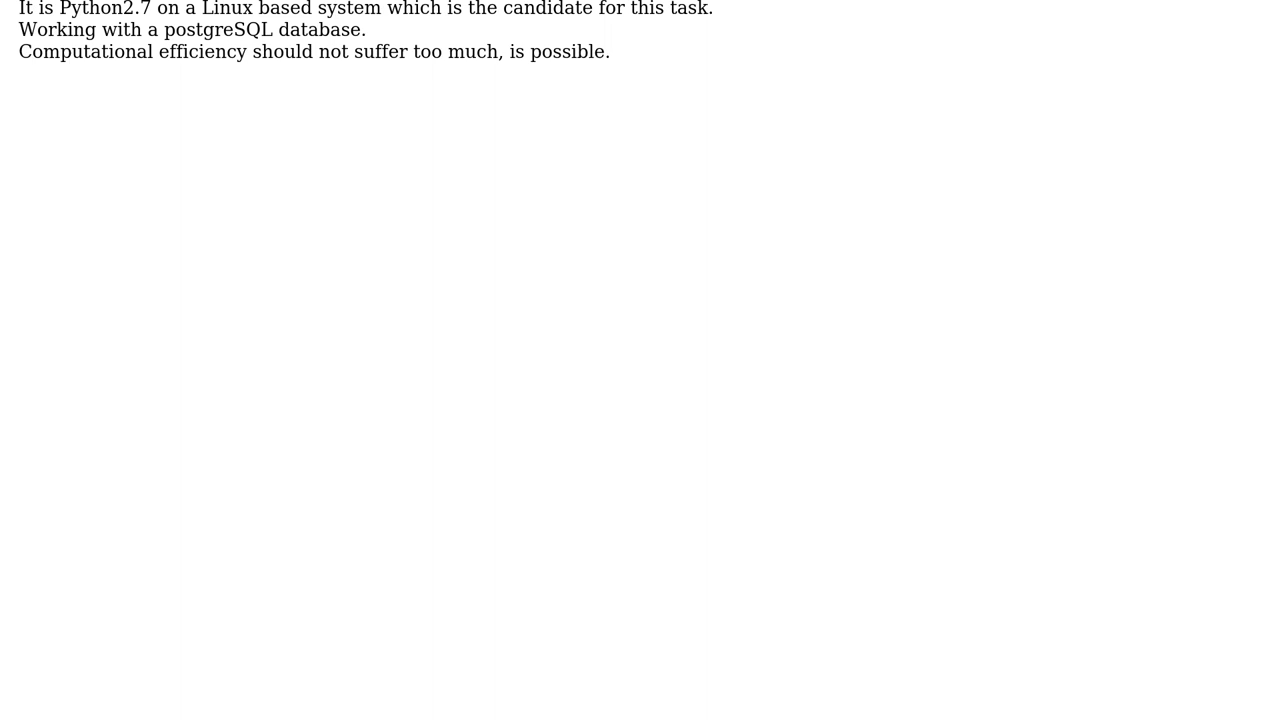 It is Python2.7 on a Linux based system which is the candidate for this task.
Working with a postgreSQL database.
Computational efficiency should not suffer too much, is possible.